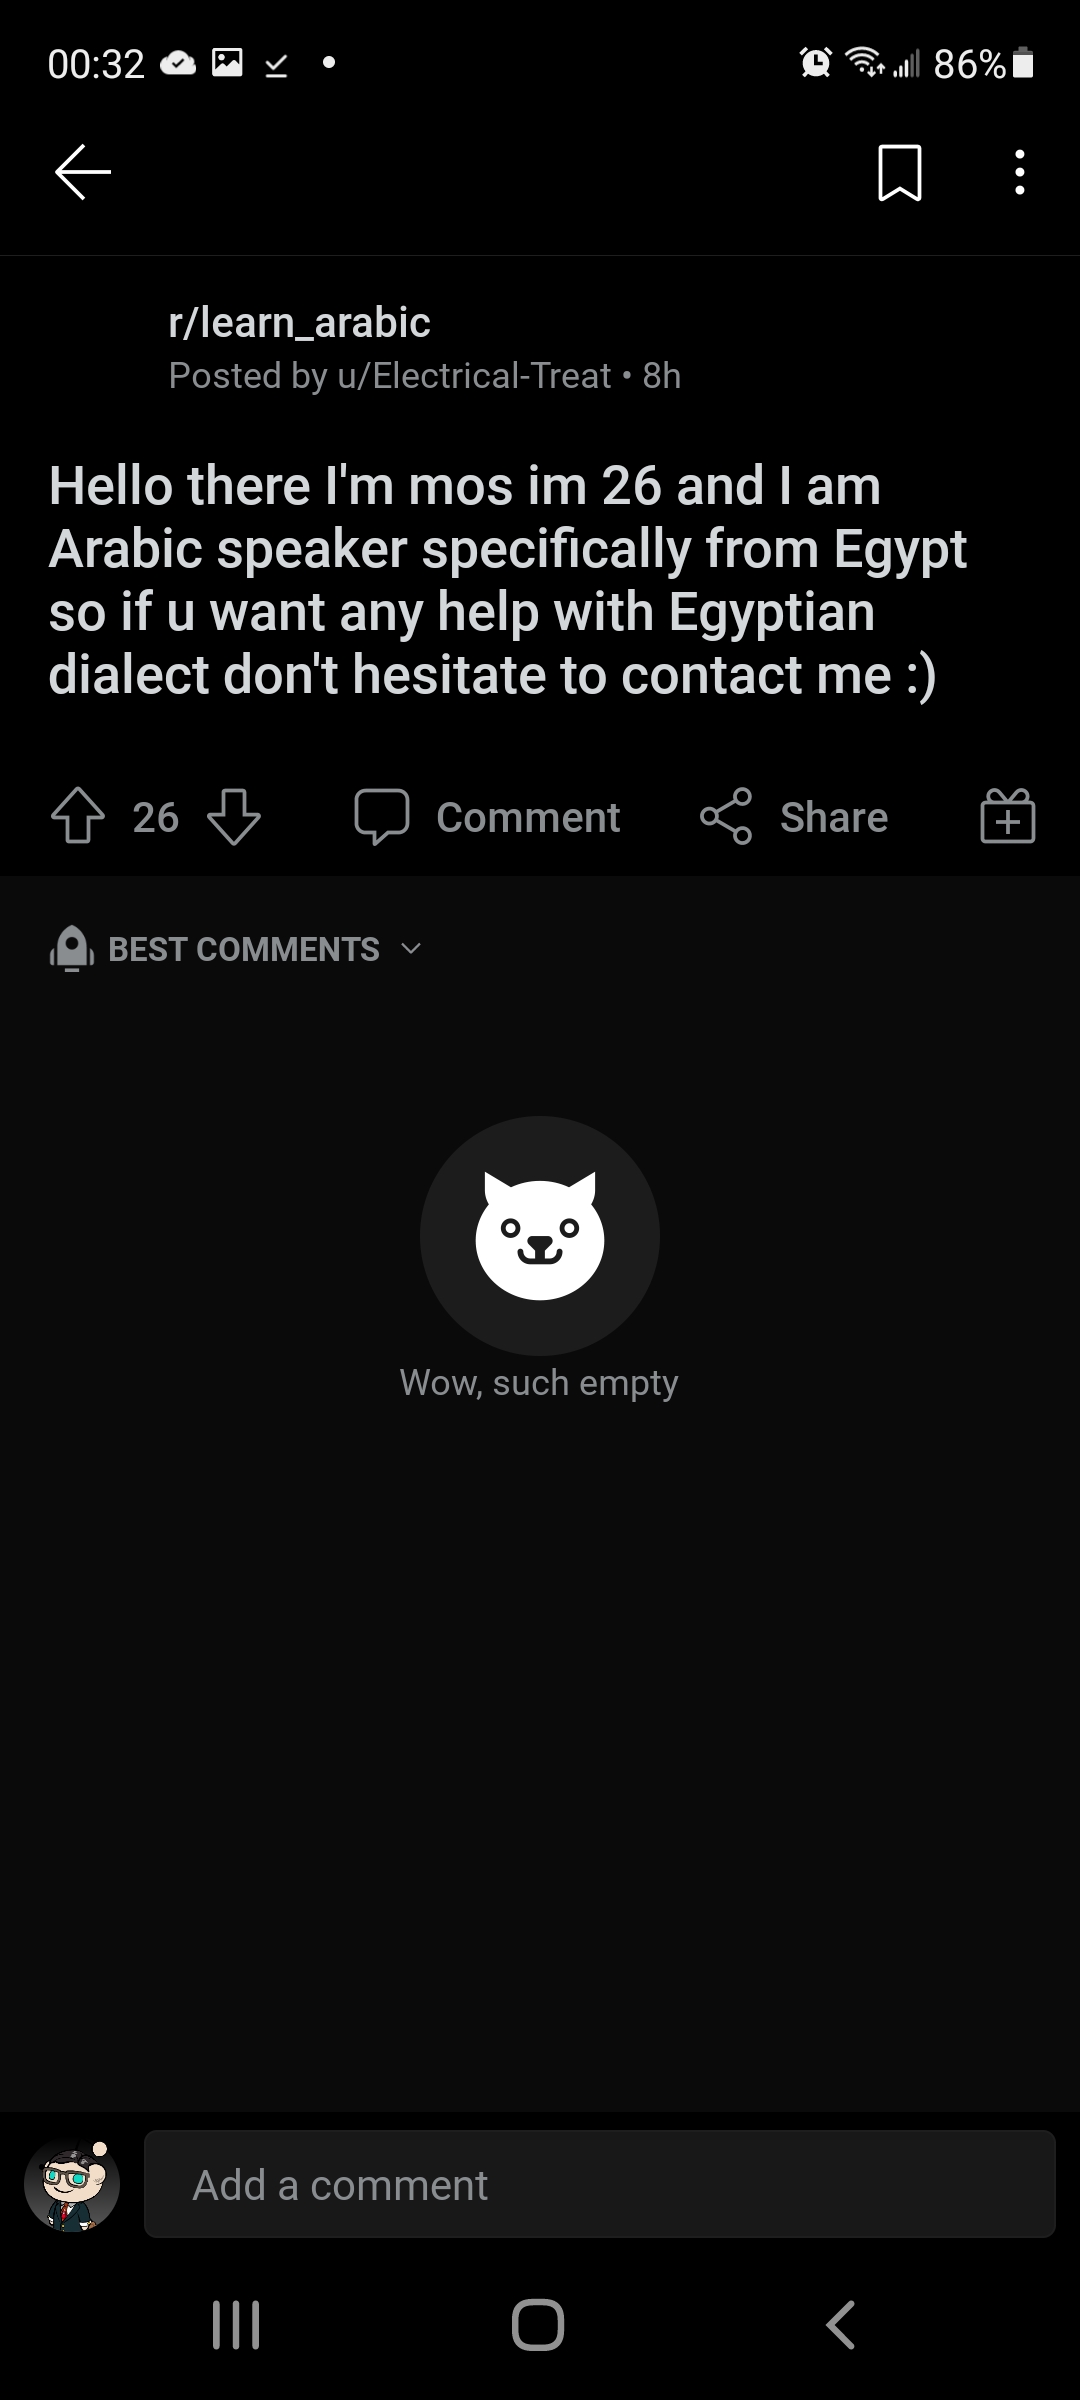 00:32
86%
r/learn_arabic
Posted by u/Electrical-Treat • 8h
Hello there I'm mos im 26 and I am
Arabic speaker specifically from Egypt
so if u want any help with Egyptian
dialect don't hesitate to contact me :)
26 Comment Share
BEST COMMENTS
Wow, such empty
Add a comment